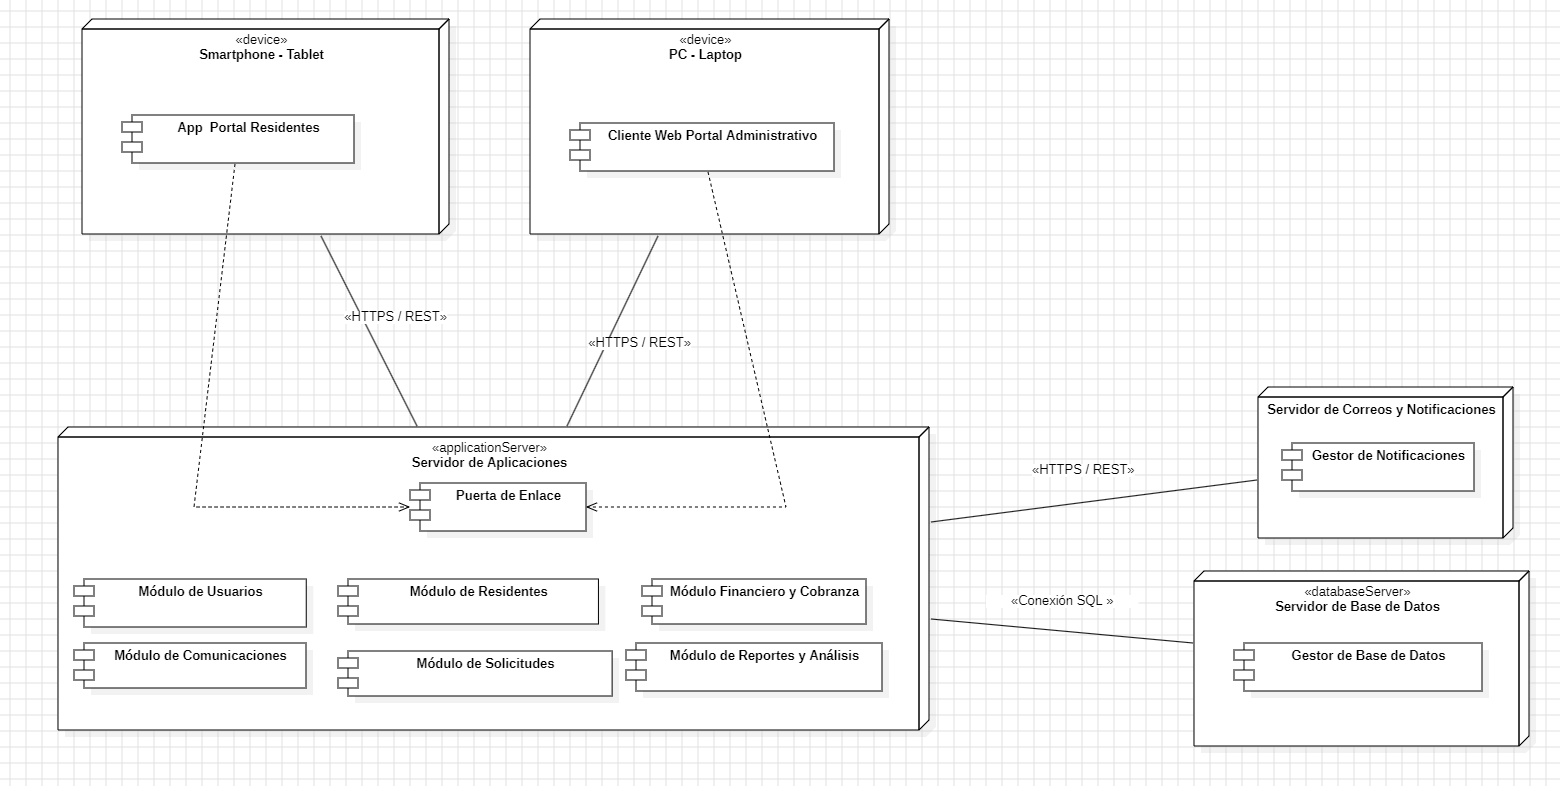 «device»
Smartphone - Tablet
App  Portal Residentes
«device»
PC - Laptop
Cliente Web Portal Administrativo
«HTTPS / REST»
«HTTPS / REST»
«applicationServer»
Servidor de Aplicaciones
Puerta de Enlace
Módulo de Usuarios
Módulo de Residentes
Módulo Financiero y Cobranza
Módulo de Comunicaciones
Módulo de Solicitudes
Módulo de Reportes y Análisis
«HTTPS / REST»
Servidor de Correos y Notificaciones
Gestor de Notificaciones
«Conexión SQL »
«databaseServer»
Servidor de Base de Datos
Gestor de Base de Datos